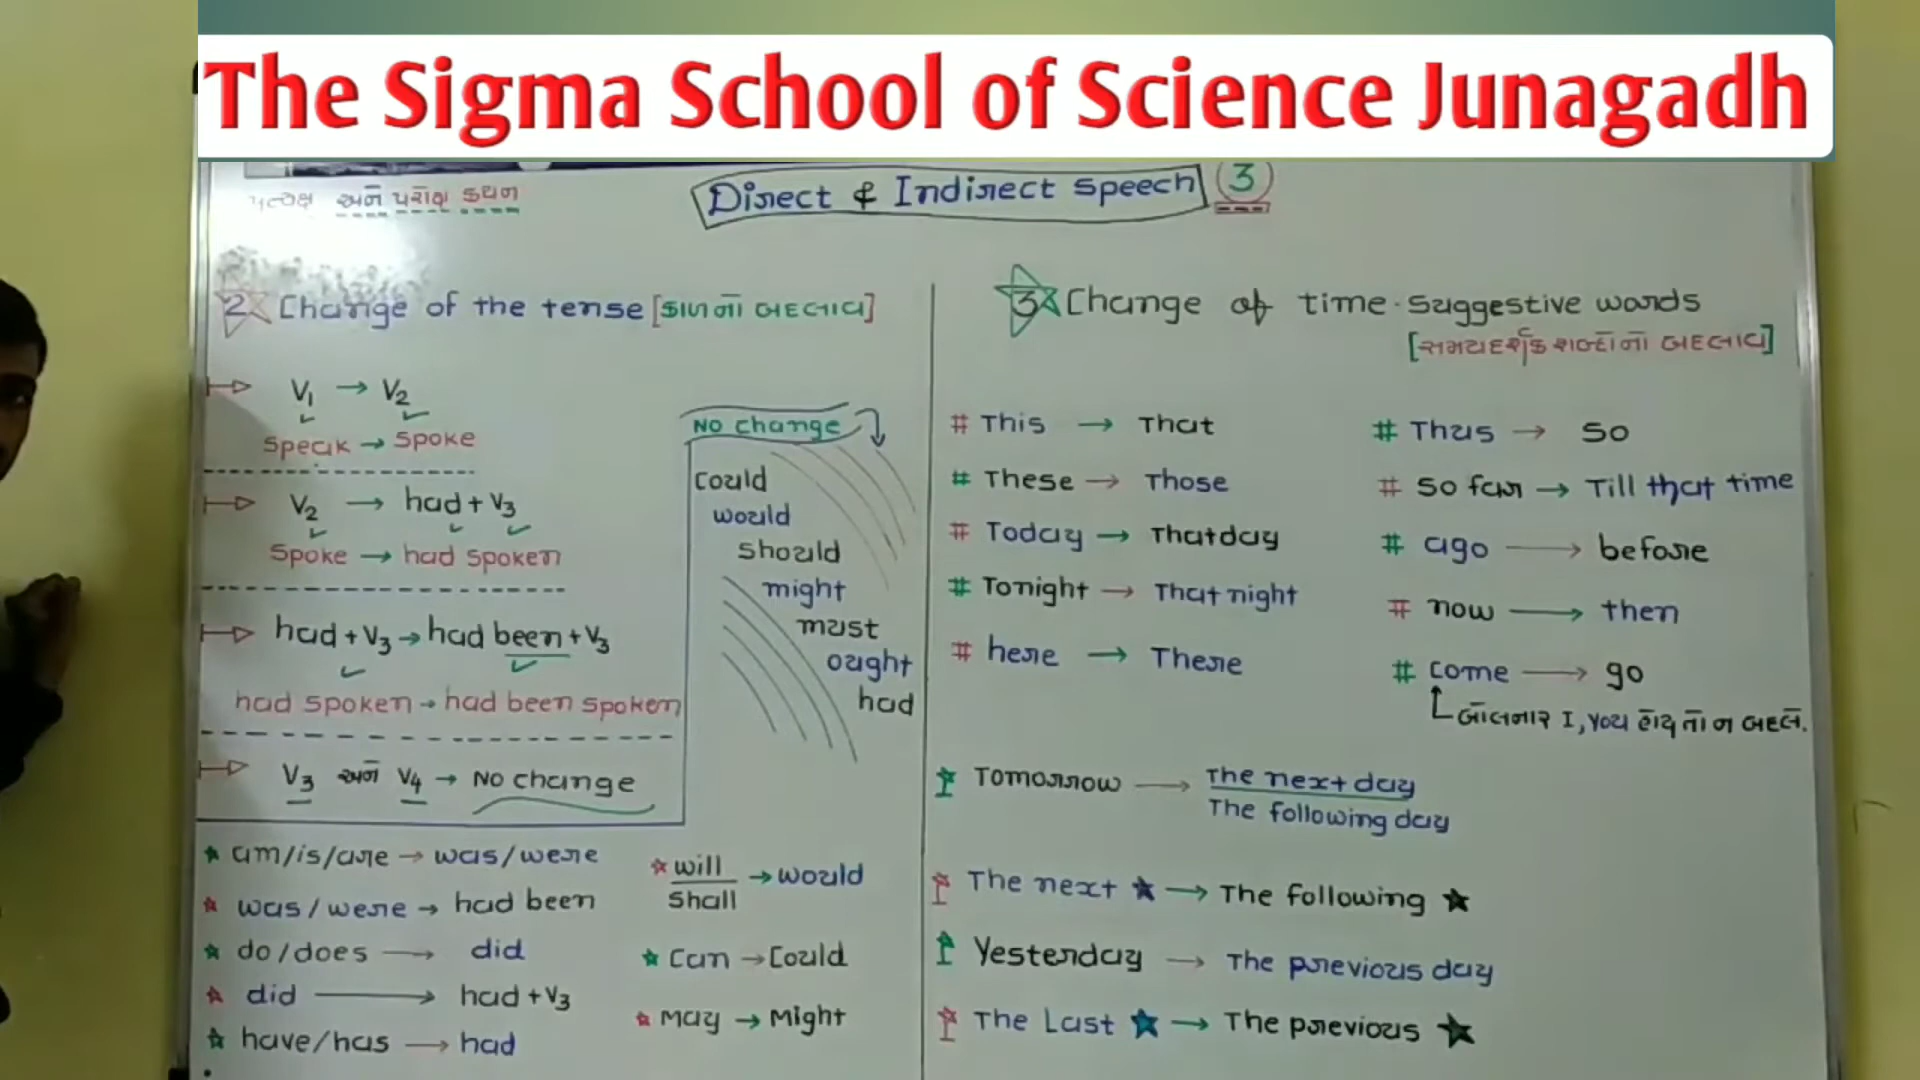 The Sigma School of Science Junagadh
પ્રત્યક્ષ અને પરોક્ષ કથન
Direct & Indirect speech 3
2 Change of the tense [કાળનો બદલાવ]
V1 → V2
Speak → Spoke
V2 → had + V3
Spoke → had spoken
had + V3 → had been + V3
had spoken → had been spoken
V3 અને V4 → No change
No change
Could
would
should
might
must
ought
had
* am/is/are → was/were
* was/were → had been
* do/does → did
* did → had + V3
* have/has → had
* will/shall → would
* Can → Could
* May → Might
3 Change of time-suggestive words
[સમયદર્શક શબ્દોનો બદલાવ]
# This → That
# These → Those
# Today → Thatday
# Tonight → That night
# here → There
# Thus → So
# So far → Till that time
# ago → before
# now → then
# come → go
બોલનાર I, you હોય તો ન બદલે.
Tomorrow → The next day
The following day
The next ★ → The following ★
Yesterday → The previous day
The Last ★ → The previous ★